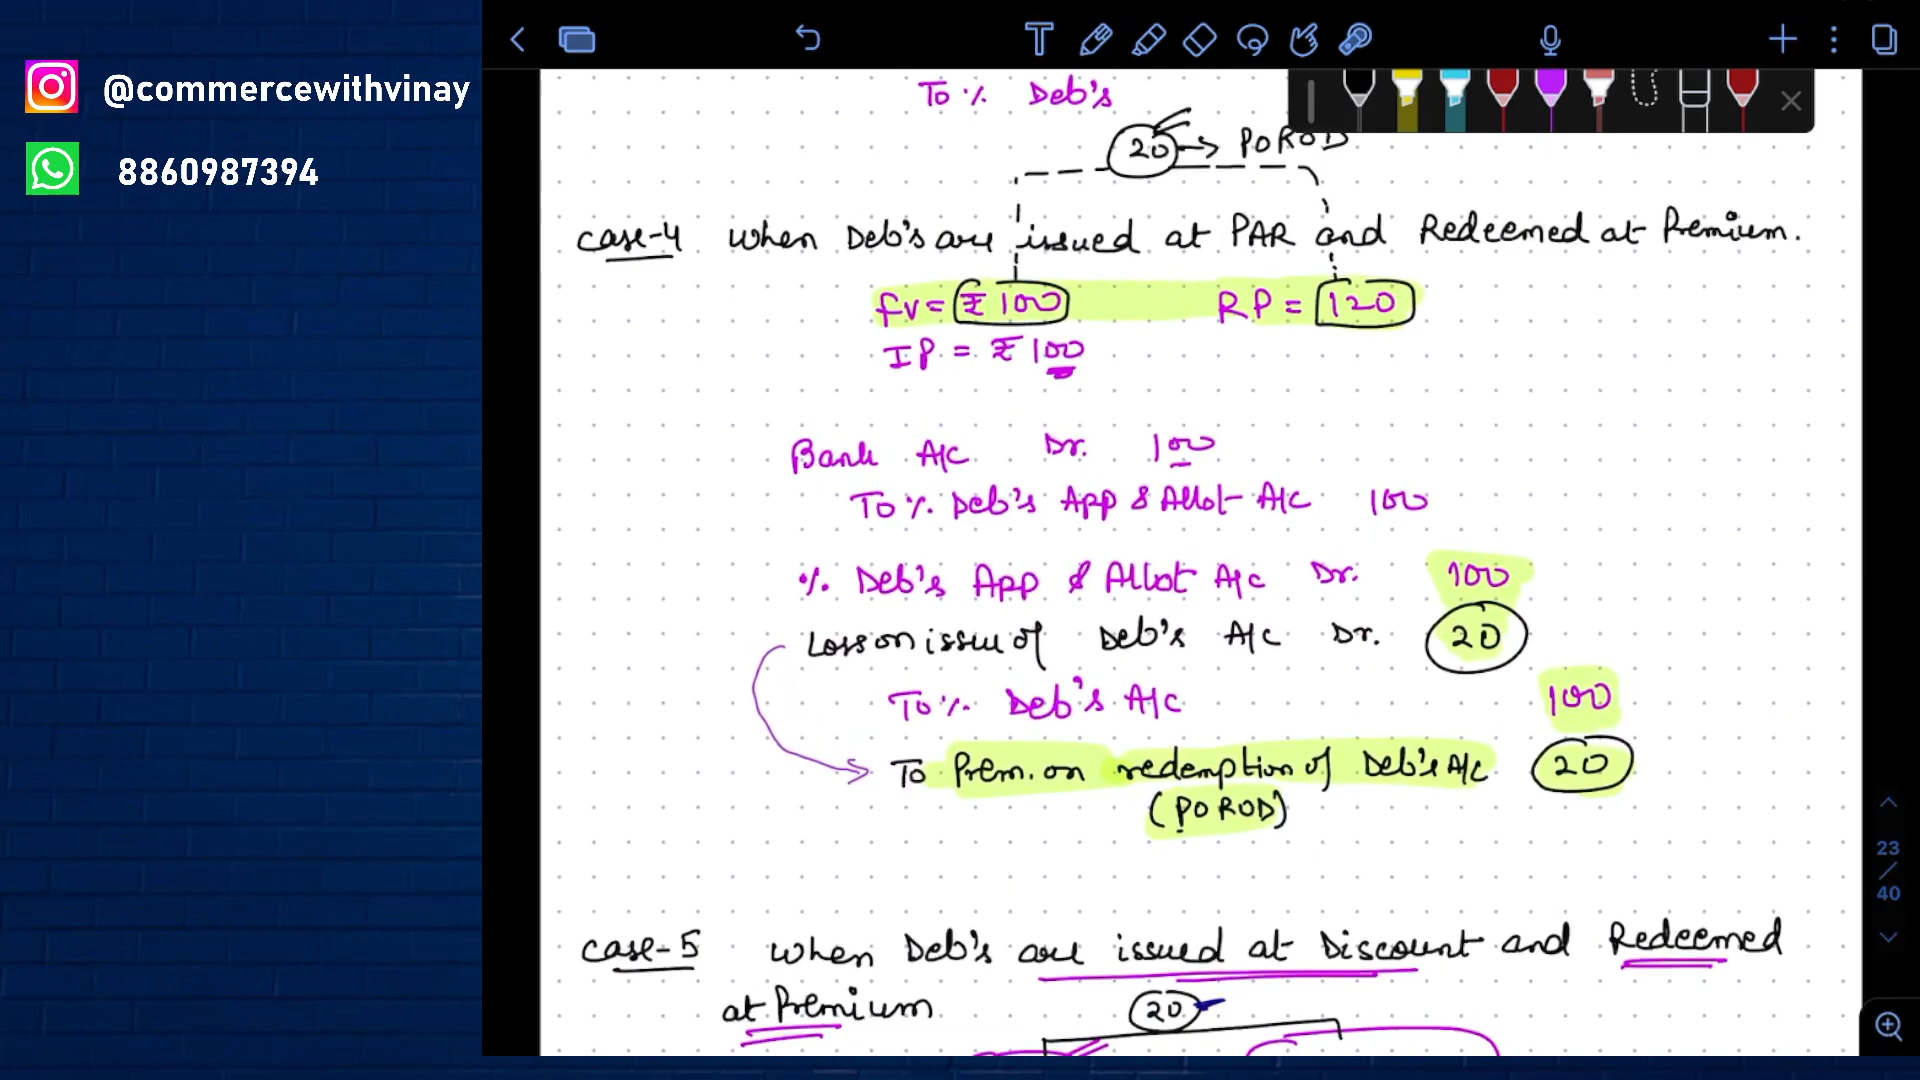 @commercewithvinay
8860987394
To % Deb's
20 → POROD
Case-4 When Deb's are issued at PAR and Redeemed at Premium.
FV = ₹100 RP = 120
IP = ₹100
Bank A/c Dr. 100
To % Deb's App & Allot A/c 100
% Deb's App & Allot A/c Dr. 100
Loss on issue of Deb's A/c Dr. 20
To % Deb's A/c 100
To Prem. on redemption of Deb's A/c 20
(POROD)
Case-5 When Deb's are issued at Discount and Redeemed
at Premium
20
23
/
40